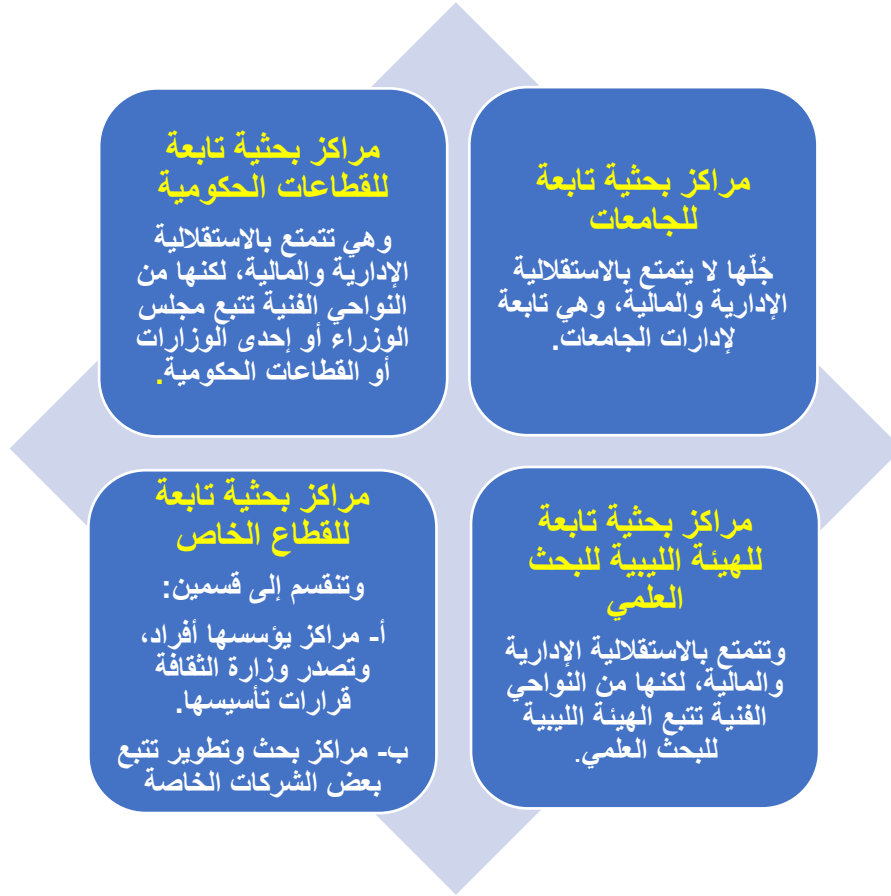 مراكز بحثية تابعة
للجامعات
جُلّها لا يتمتع بالاستقلالية
الإدارية والمالية، وهي تابعة
لإدارات الجامعات.
مراكز بحثية تابعة
للقطاعات الحكومية
وهي تتمتع بالاستقلالية
الإدارية والمالية، لكنها من
النواحي الفنية تتبع مجلس
الوزراء أو إحدى الوزارات
أو القطاعات الحكومية.
مراكز بحثية تابعة
للهيئة الليبية للبحث
العلمي
وتتمتع بالاستقلالية الإدارية
والمالية، لكنها من النواحي
الفنية تتبع الهيئة الليبية
للبحث العلمي.
مراكز بحثية تابعة
للقطاع الخاص
وتنقسم إلى قسمين:
أ- مراكز يؤسسها أفراد،
وتصدر وزارة الثقافة
قرارات تأسيسها.
ب- مراكز بحث وتطوير تتبع
بعض الشركات الخاصة